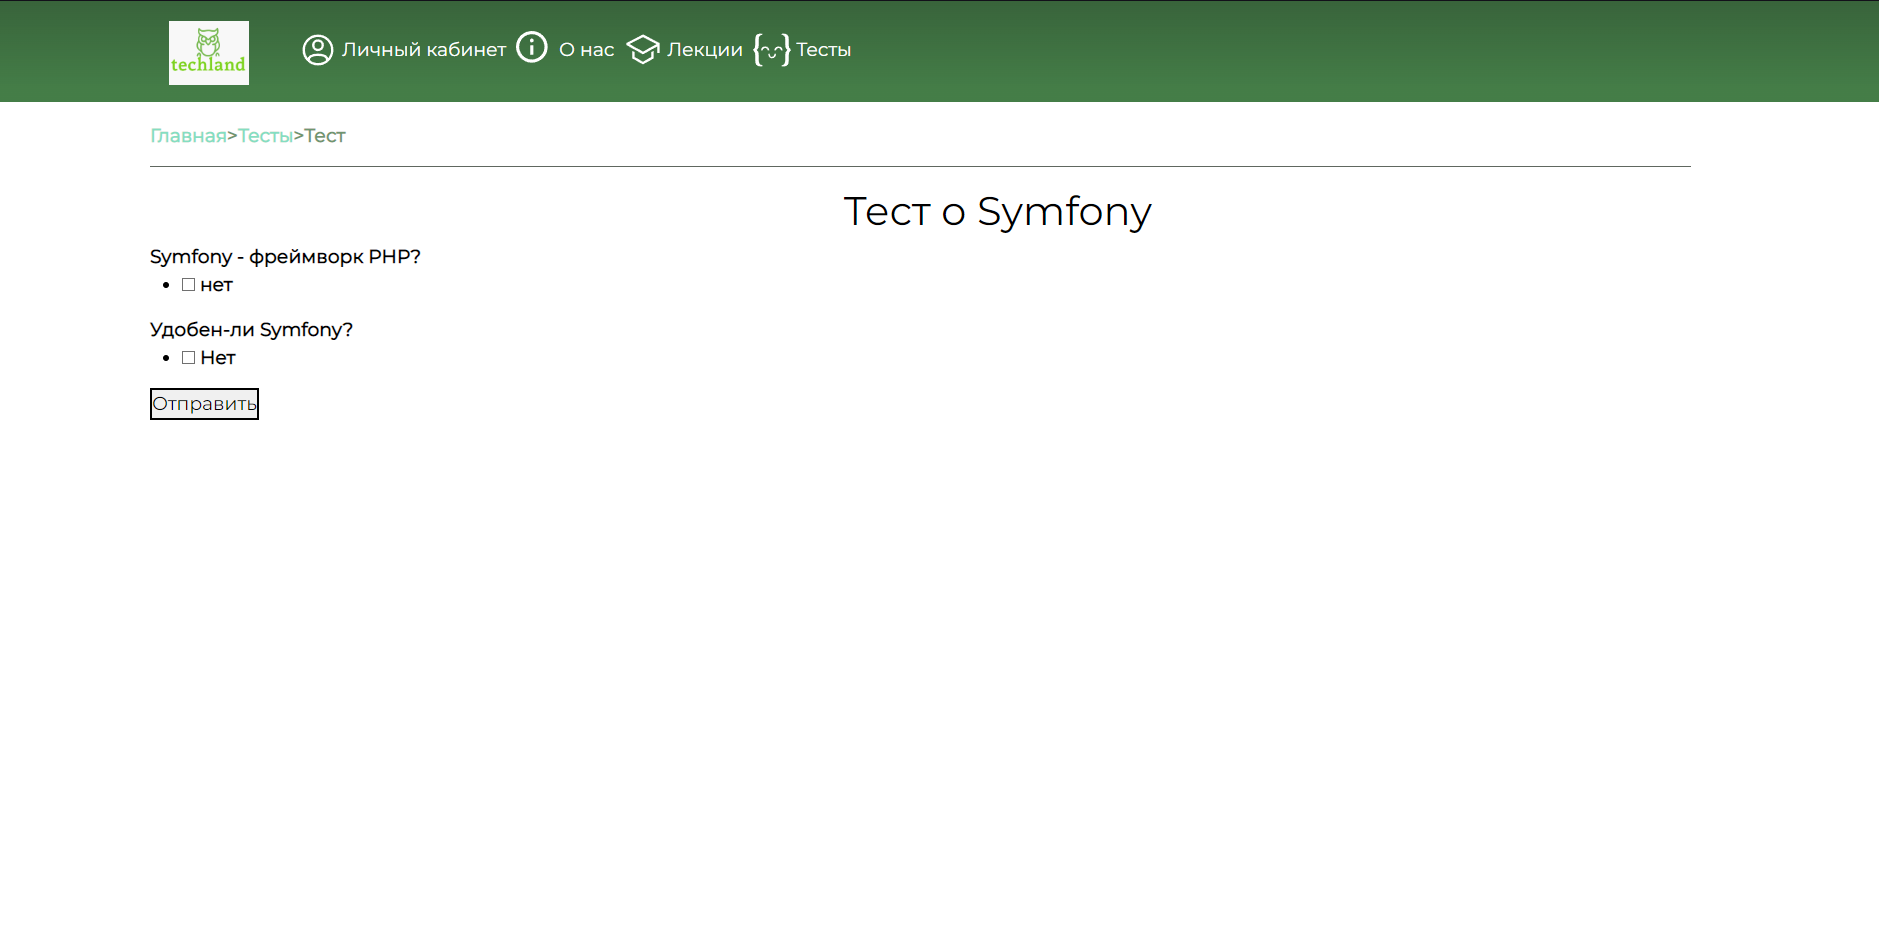 techland
Личный кабинет О нас Лекции Тесты
Главная>Тесты>Тест
Тест о Symfony
Symfony - фреймворк PHP?
нет
Удобен-ли Symfony?
Нет
Отправить